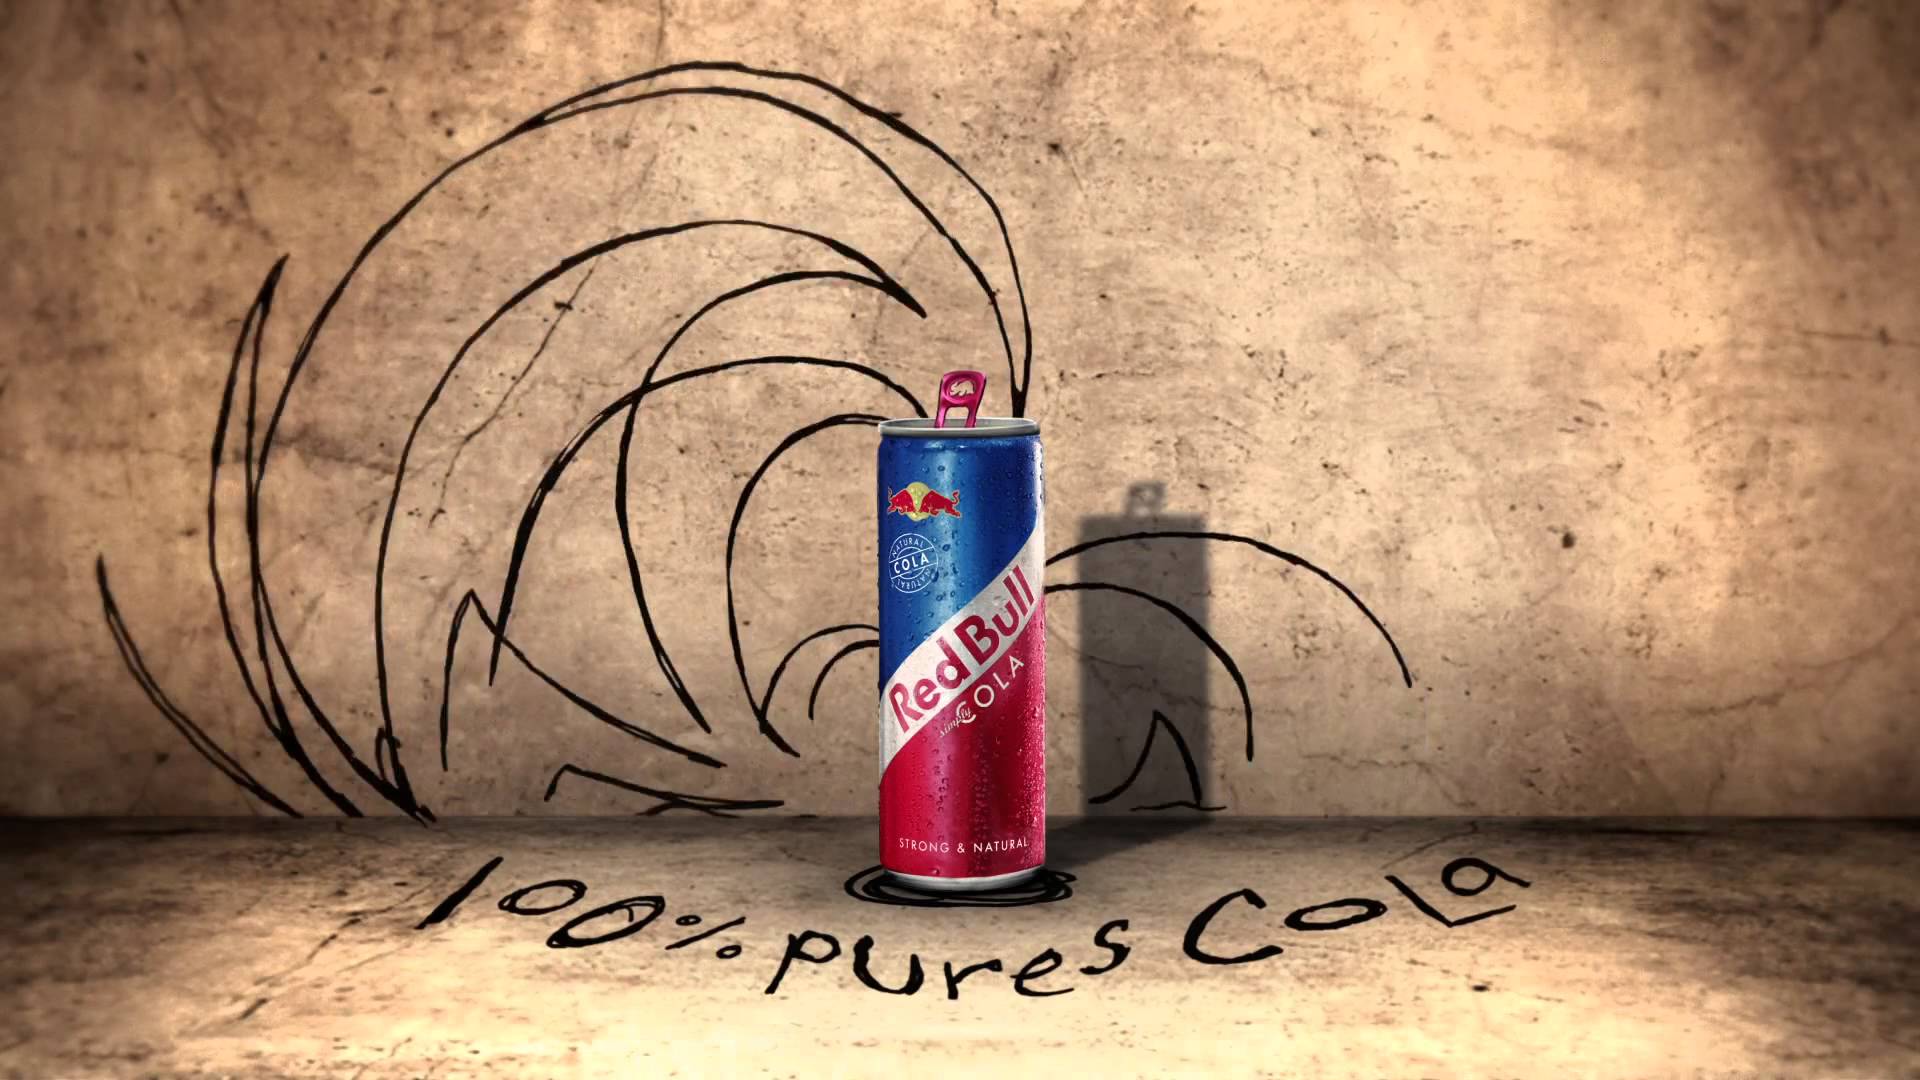 NATURAL
COLA
NATURAL
Red Bull
simply COLA
STRONG & NATURAL
100% pures Cola